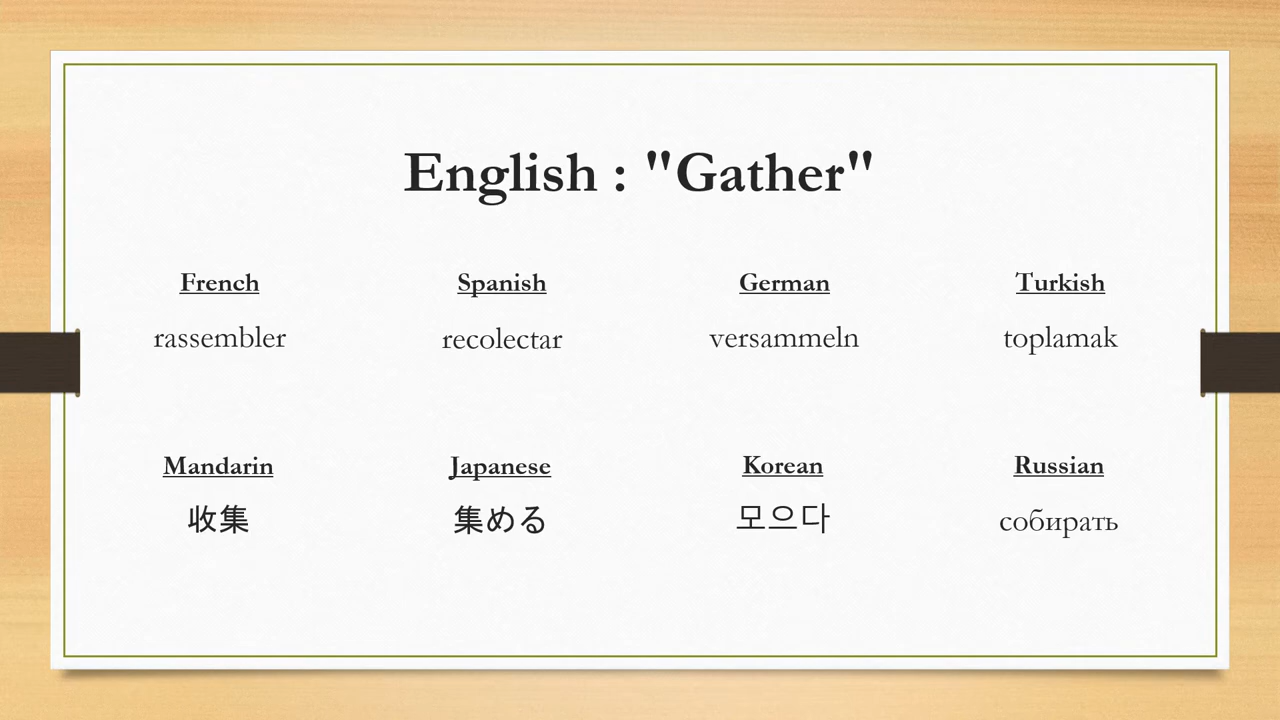 English : "Gather"
French
Spanish
German
Turkish
rassembler
recolectar
versammeln
toplamak
Mandarin
Japanese
Korean
Russian
收集
集める
모으다
собирать